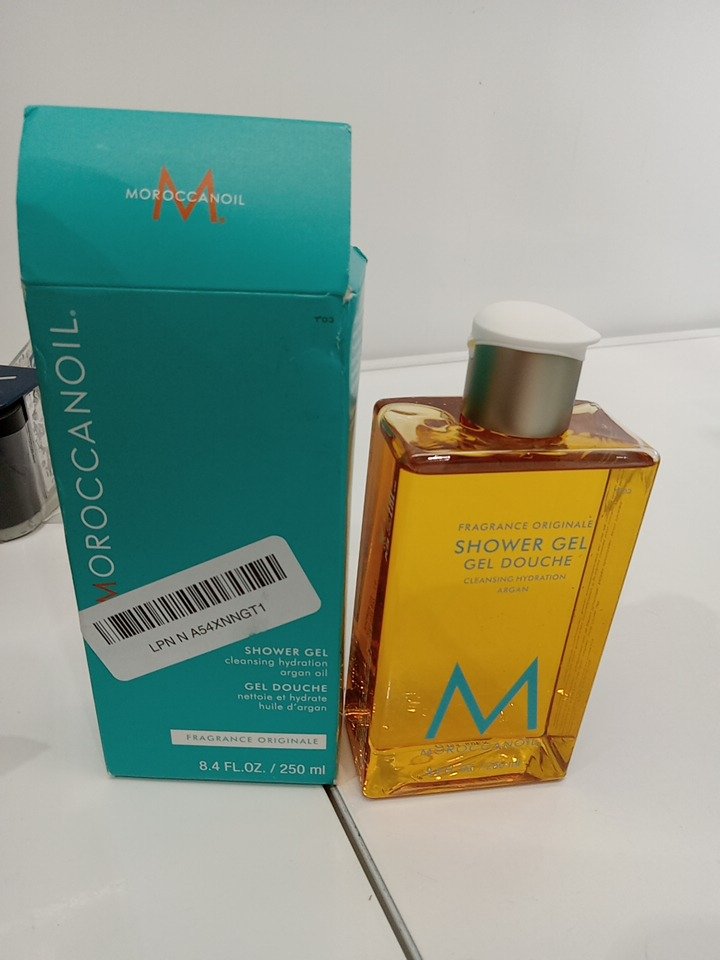 MOROCCANOIL
M
MOROCCANOIL®
LPN N A54XNNGT1
SHOWER GEL
cleansing hydration
argan oil
GEL DOUCHE
nettoie et hydrate
huile d'argan
FRAGRANCE ORIGINALE
8.4 FL.OZ. / 250 ml
FRAGRANCE ORIGINALE
SHOWER GEL
GEL DOUCHE
CLEANSING HYDRATION
ARGAN
M
MOROCCANOIL